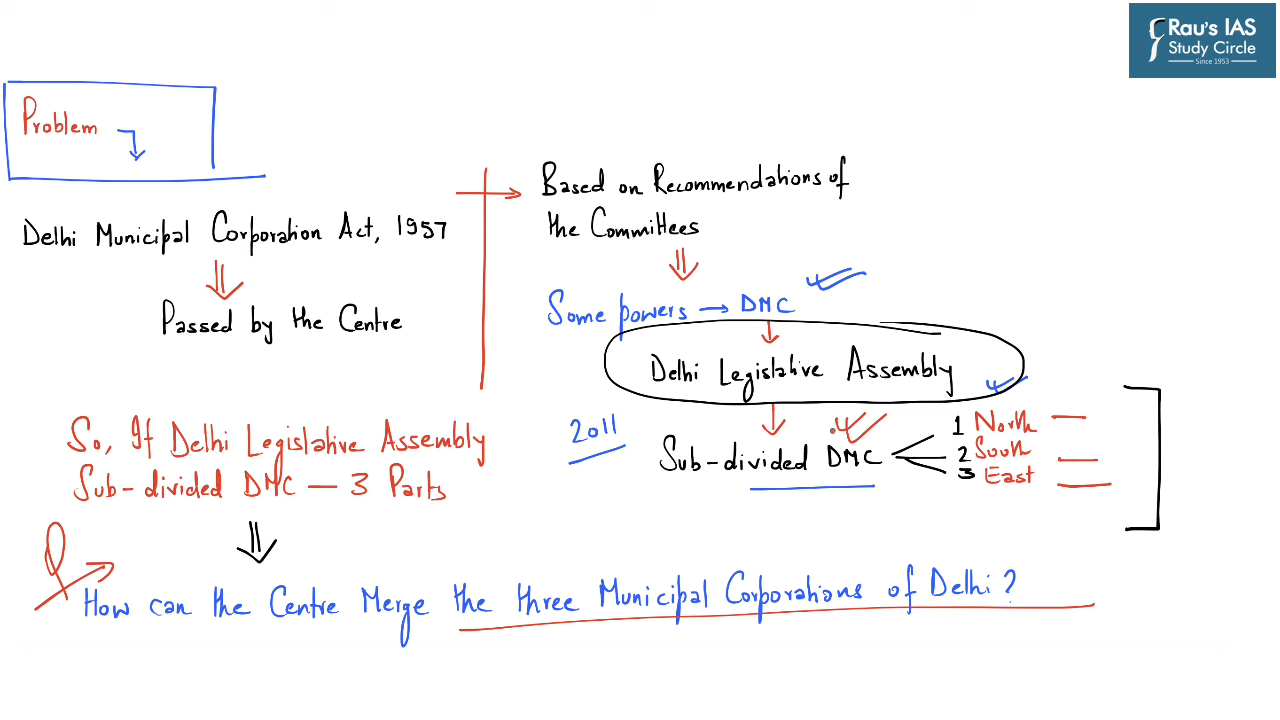 Rau's IAS
Study Circle
Since 1953
Problem
Delhi Municipal Corporation Act, 1957
Passed by the Centre
Based on Recommendations of
the Committees
Some powers → DMC
Delhi Legislative Assembly
2011
Sub-divided DMC
1 North
2 South
3 East
So, If Delhi Legislative Assembly
Sub-divided DMC — 3 Parts
How can the Centre Merge the three Municipal Corporations of Delhi?